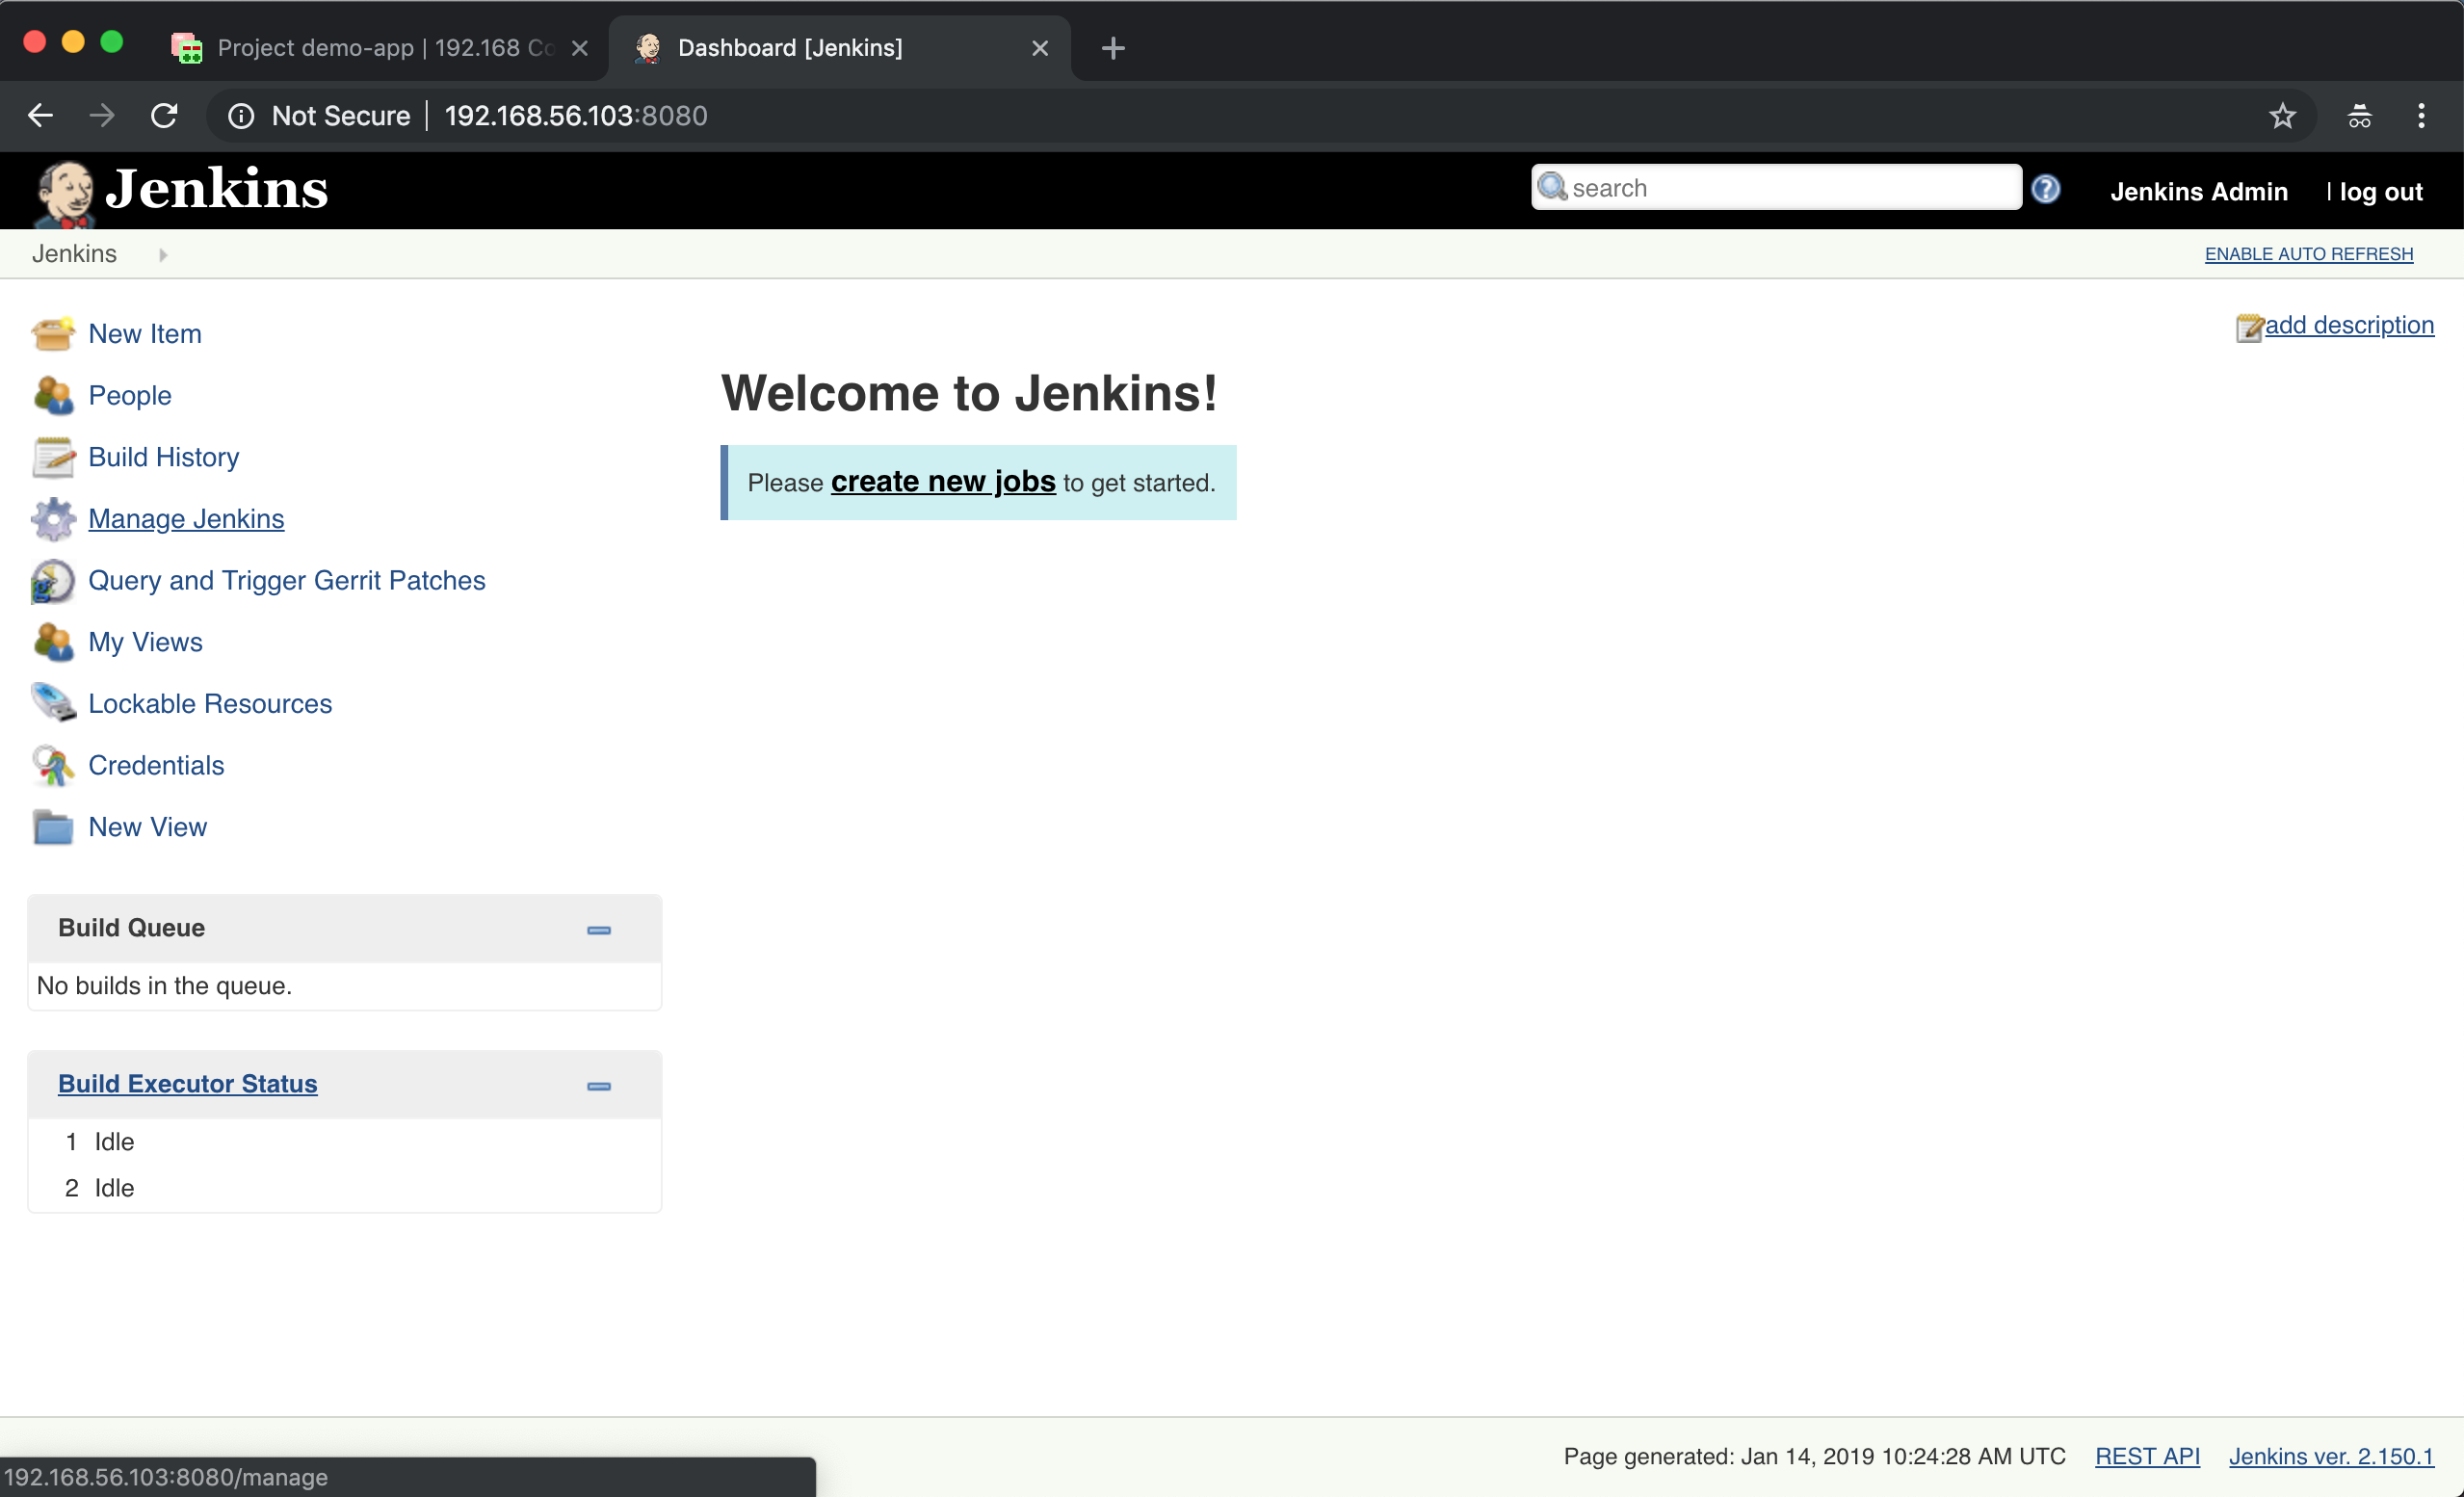 Project demo-app | 192.168 Co
Dashboard [Jenkins]
Not Secure | 192.168.56.103:8080
Jenkins
search
Jenkins Admin
| log out
Jenkins
ENABLE AUTO REFRESH
New Item
People
Build History
Manage Jenkins
Query and Trigger Gerrit Patches
My Views
Lockable Resources
Credentials
New View
add description
Welcome to Jenkins!
Please create new jobs to get started.
Build Queue
No builds in the queue.
Build Executor Status
1 Idle
2 Idle
Page generated: Jan 14, 2019 10:24:28 AM UTC REST API Jenkins ver. 2.150.1
192.168.56.103:8080/manage